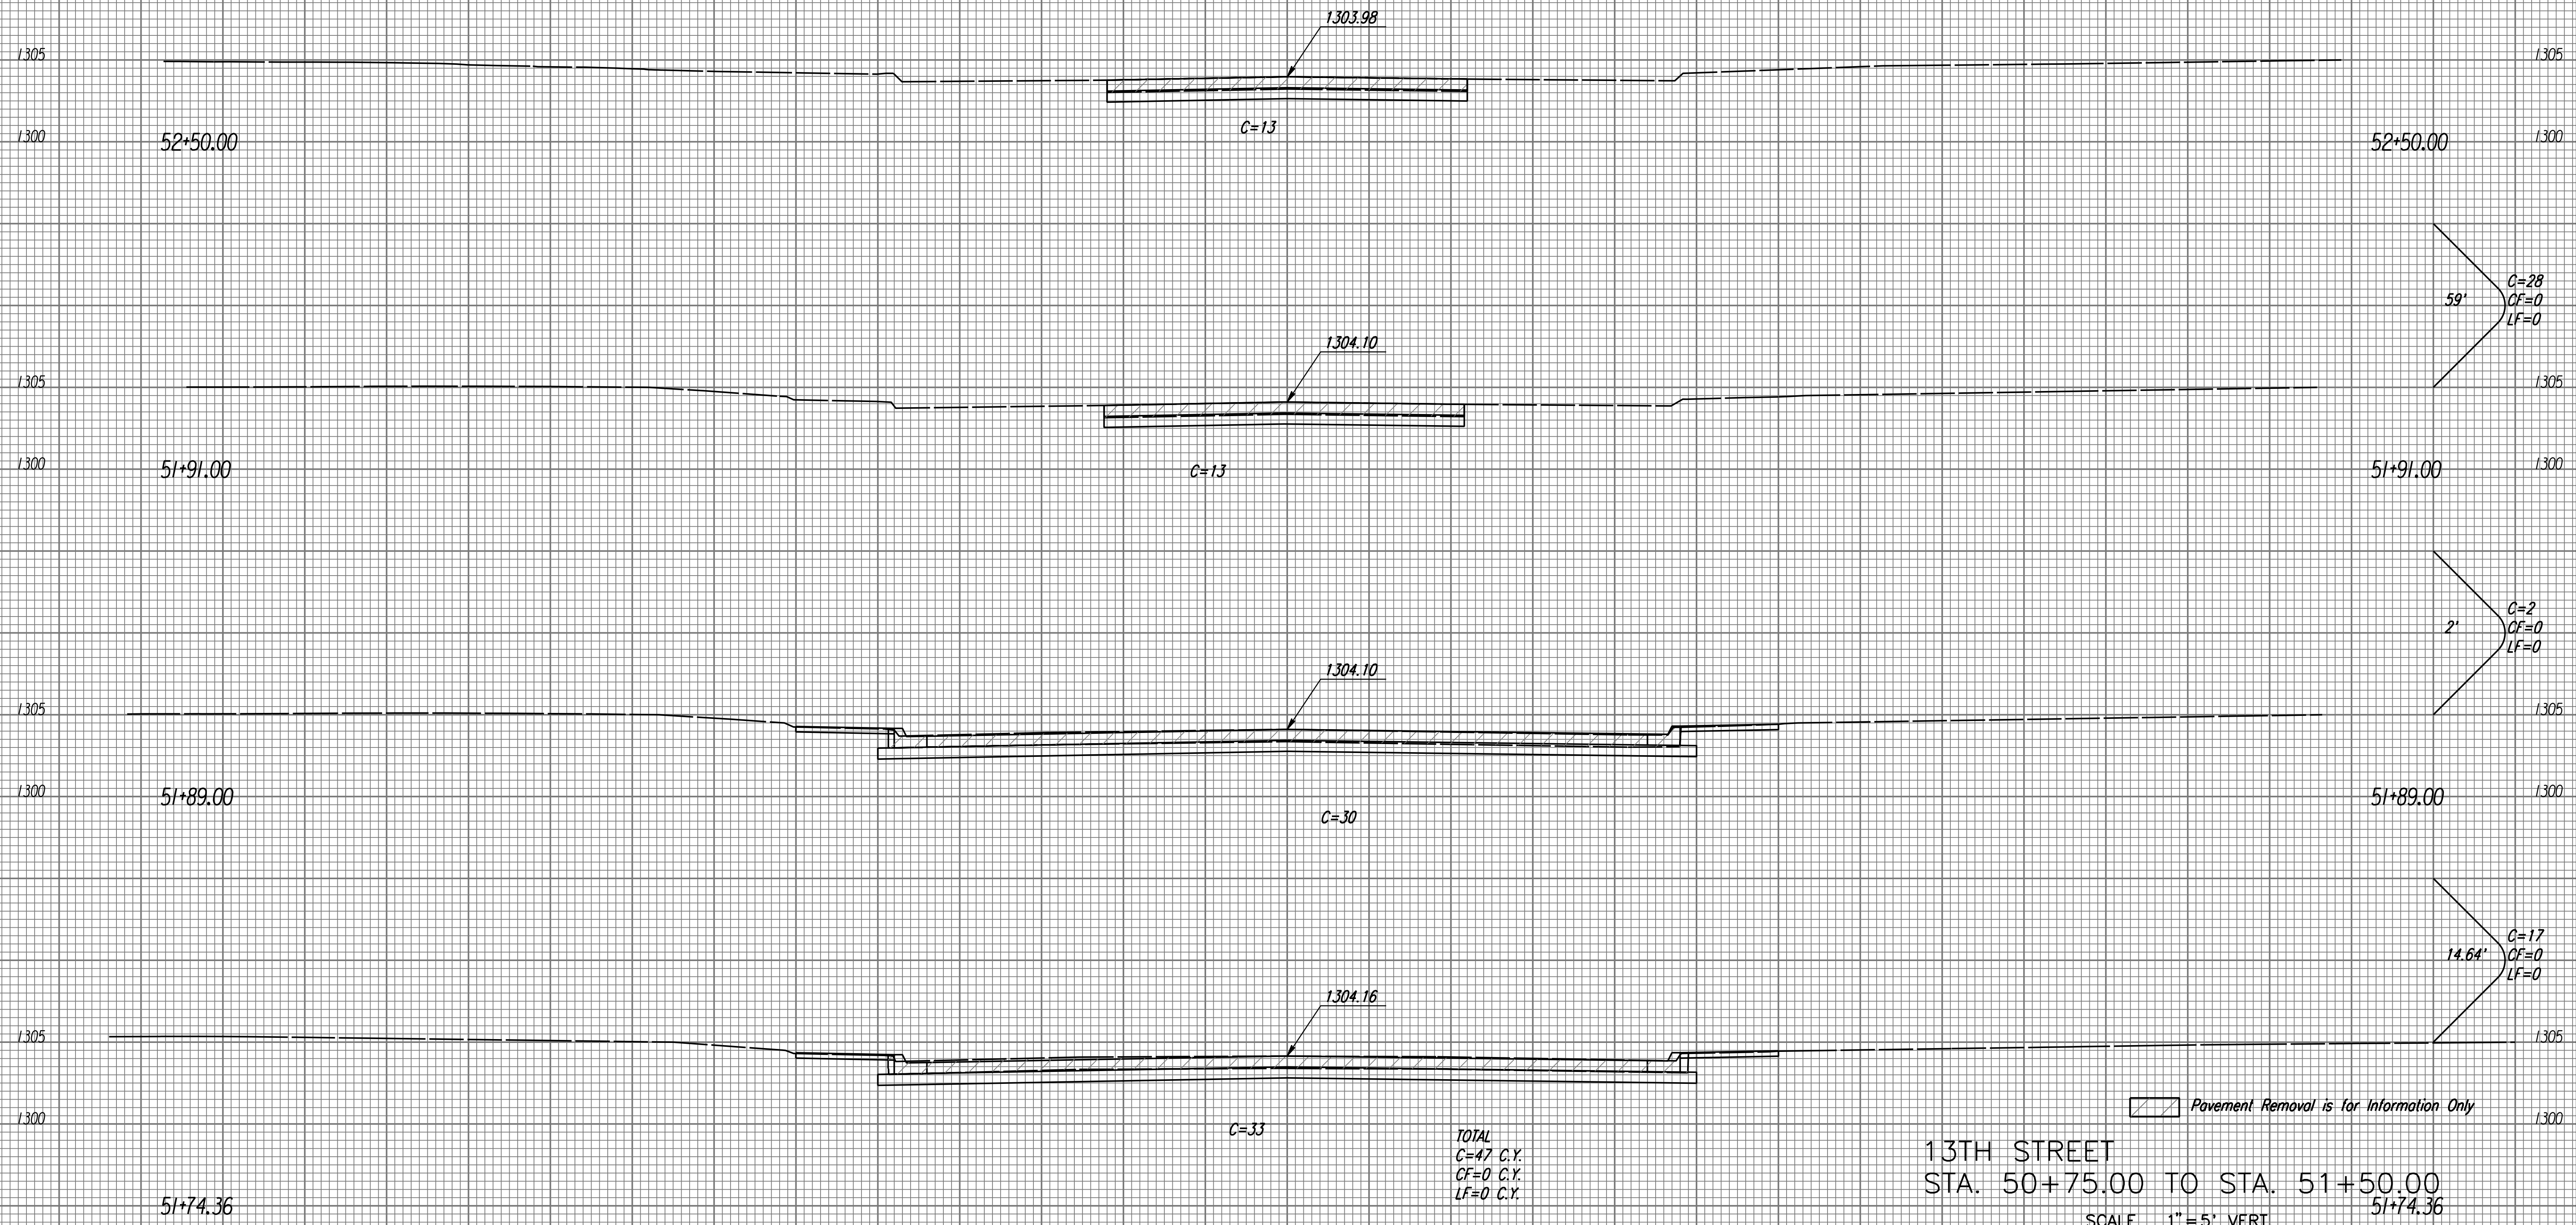 1303.98
1305 1305
C=13
1300 1300
52+50.00 52+50.00
C=28
59' CF=0
LF=0
1304.10
1305 1305
1300 1300
51+91.00 C=13 51+91.00
C=2
2' CF=0
LF=0
1304.10
1305 1305
1300 1300
51+89.00 51+89.00
C=30
C=17
14.64' CF=0
LF=0
1304.16
1305 1305
Pavement Removal is for Information Only
1300 1300
C=33
TOTAL
C=47 C.Y.
CF=0 C.Y.
LF=0 C.Y.
13TH STREET
STA. 50+75.00 TO STA. 51+50.00
51+74.36 51+74.36
SCALE 1"=5' VERT